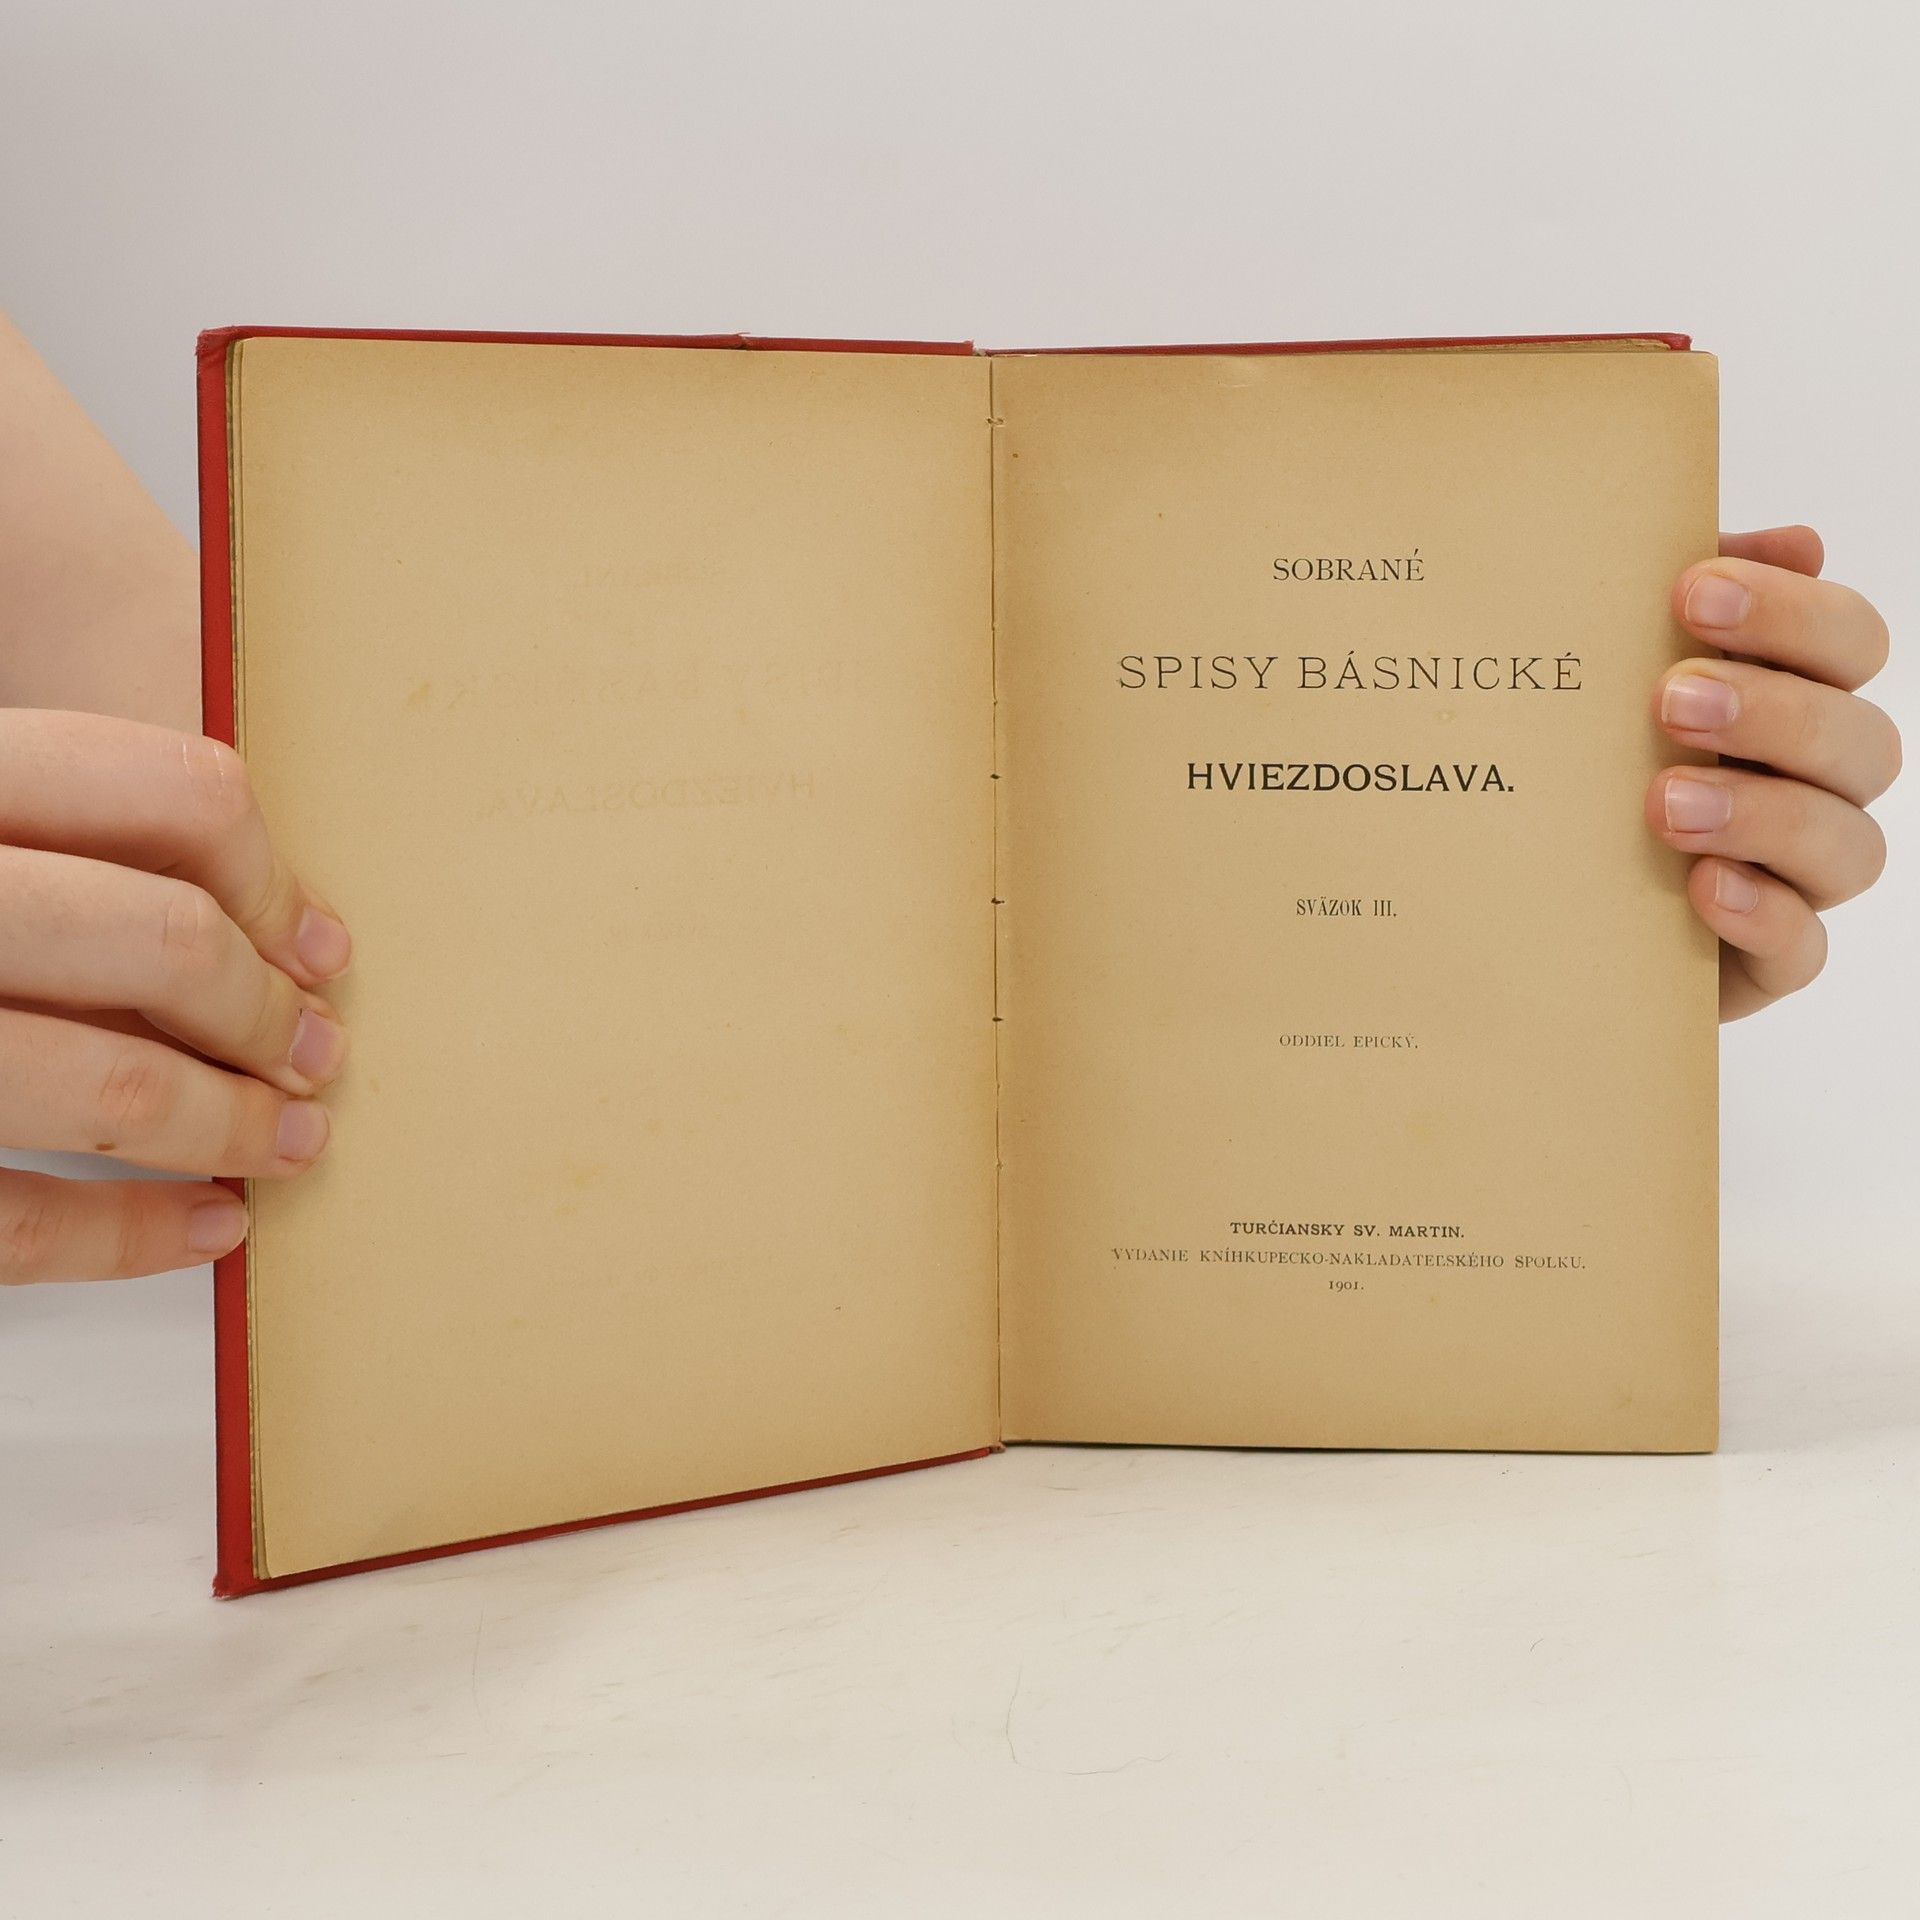 SOBRANÉ
SPISY BÁSNICKÉ
HVIEZDOSLAVA.
SVÄZOK III.
ODDIEL EPICKÝ.
TURČIANSKY SV. MARTIN.
VYDANIE KNÍHKUPECKO-NAKLADATEĽSKÉHO SPOLKU.
1901.